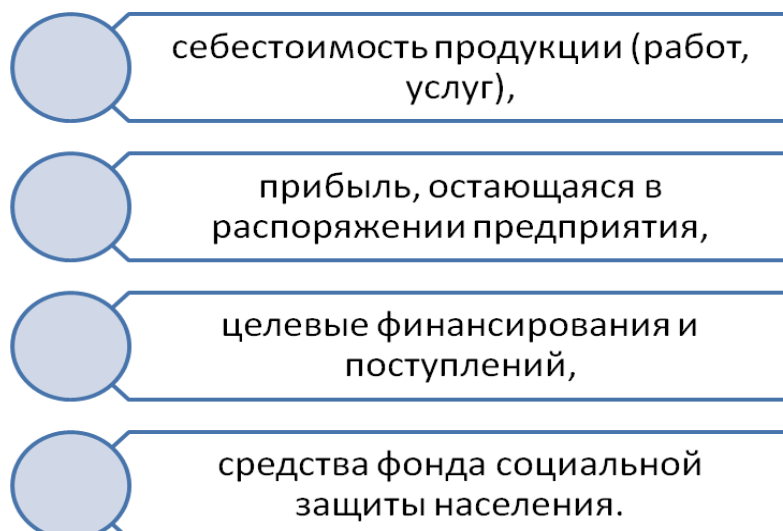 себестоимость продукции (работ,
услуг),
прибыль, остающаяся в
распоряжении предприятия,
целевые финансирования и
поступлений,
средства фонда социальной
защиты населения.